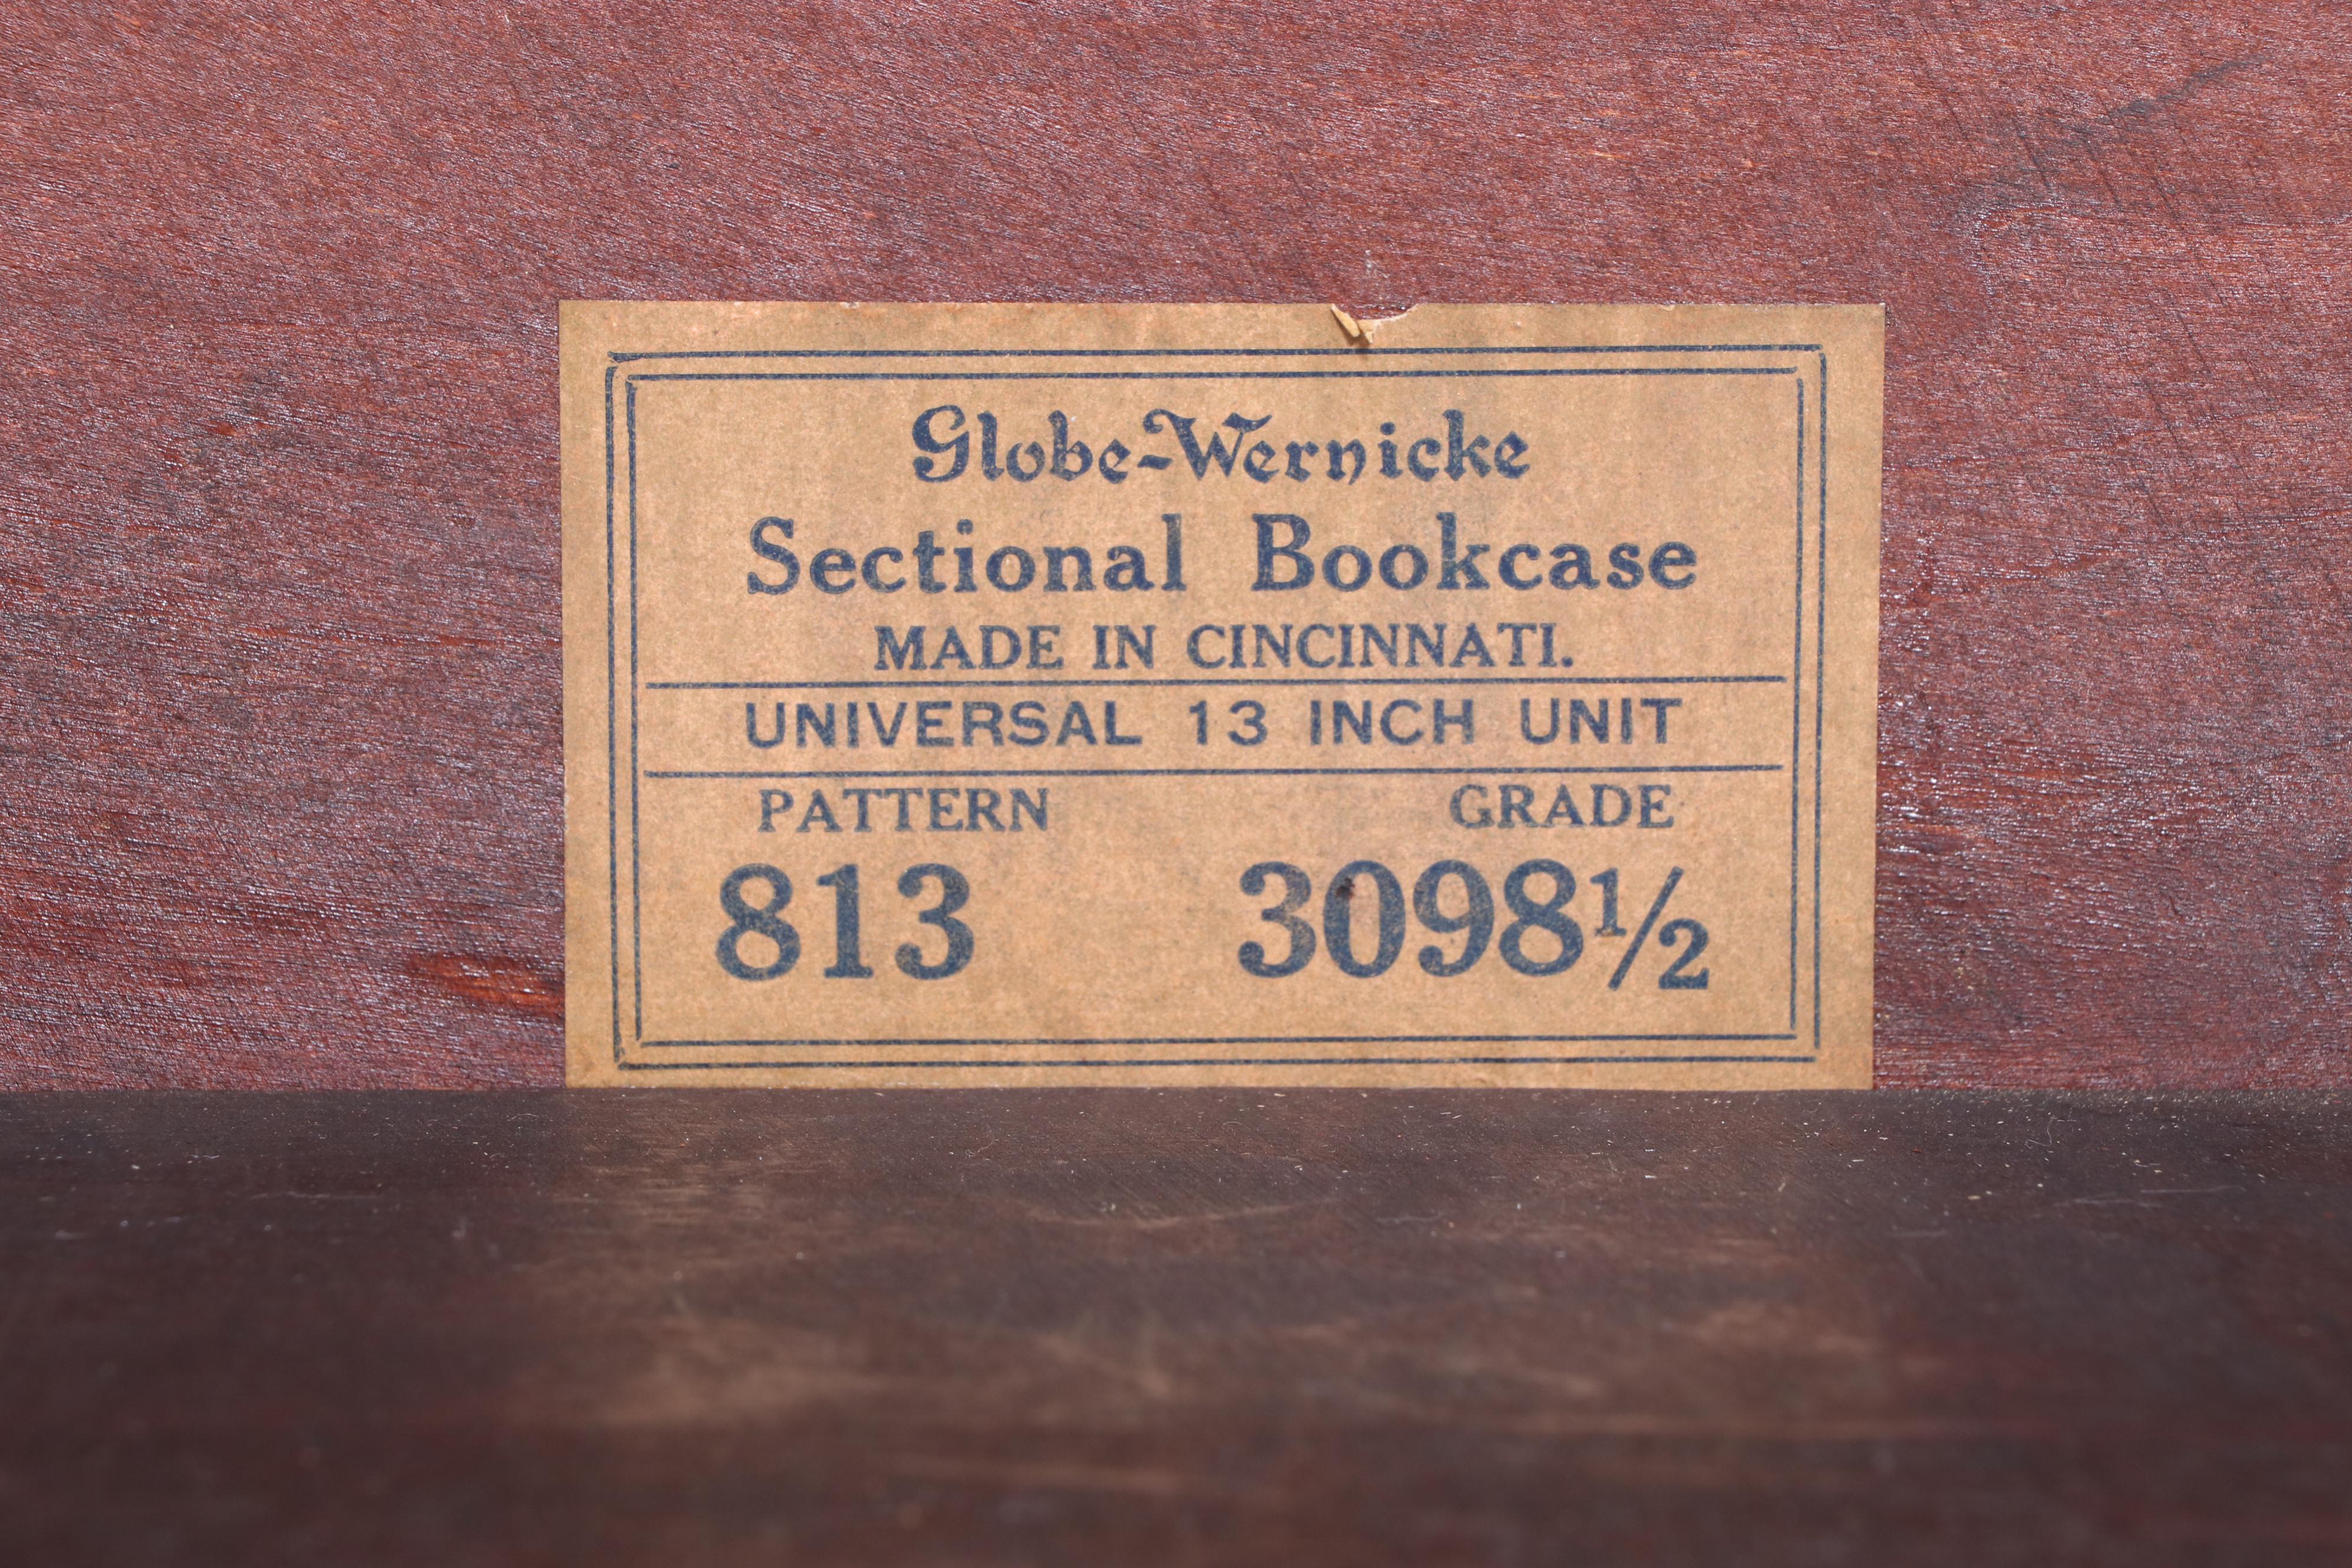 Globe-Wernicke
Sectional Bookcase
MADE IN CINCINNATI.
UNIVERSAL 13 INCH UNIT
PATTERN GRADE
813 3098½